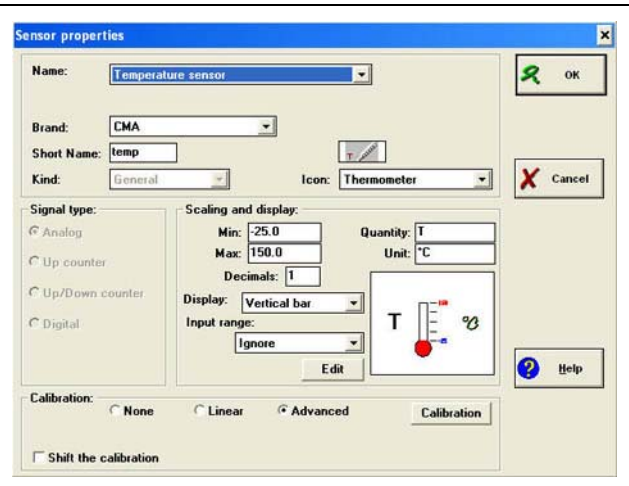 Sensor properties
Name: Temperature sensor
OK
Brand: CMA
Short Name: temp
T
Kind: General Icon: Thermometer
Cancel
Signal type:
Analog
Up counter
Up/Down counter
Digital
Scaling and display:
Min: -25.0 Quantity: T
Max: 150.0 Unit: °C
Decimals: 1
Display: Vertical bar
Input range:
Ignore
Edit
T °C
Help
Calibration:
None Linear Advanced Calibration
Shift the calibration